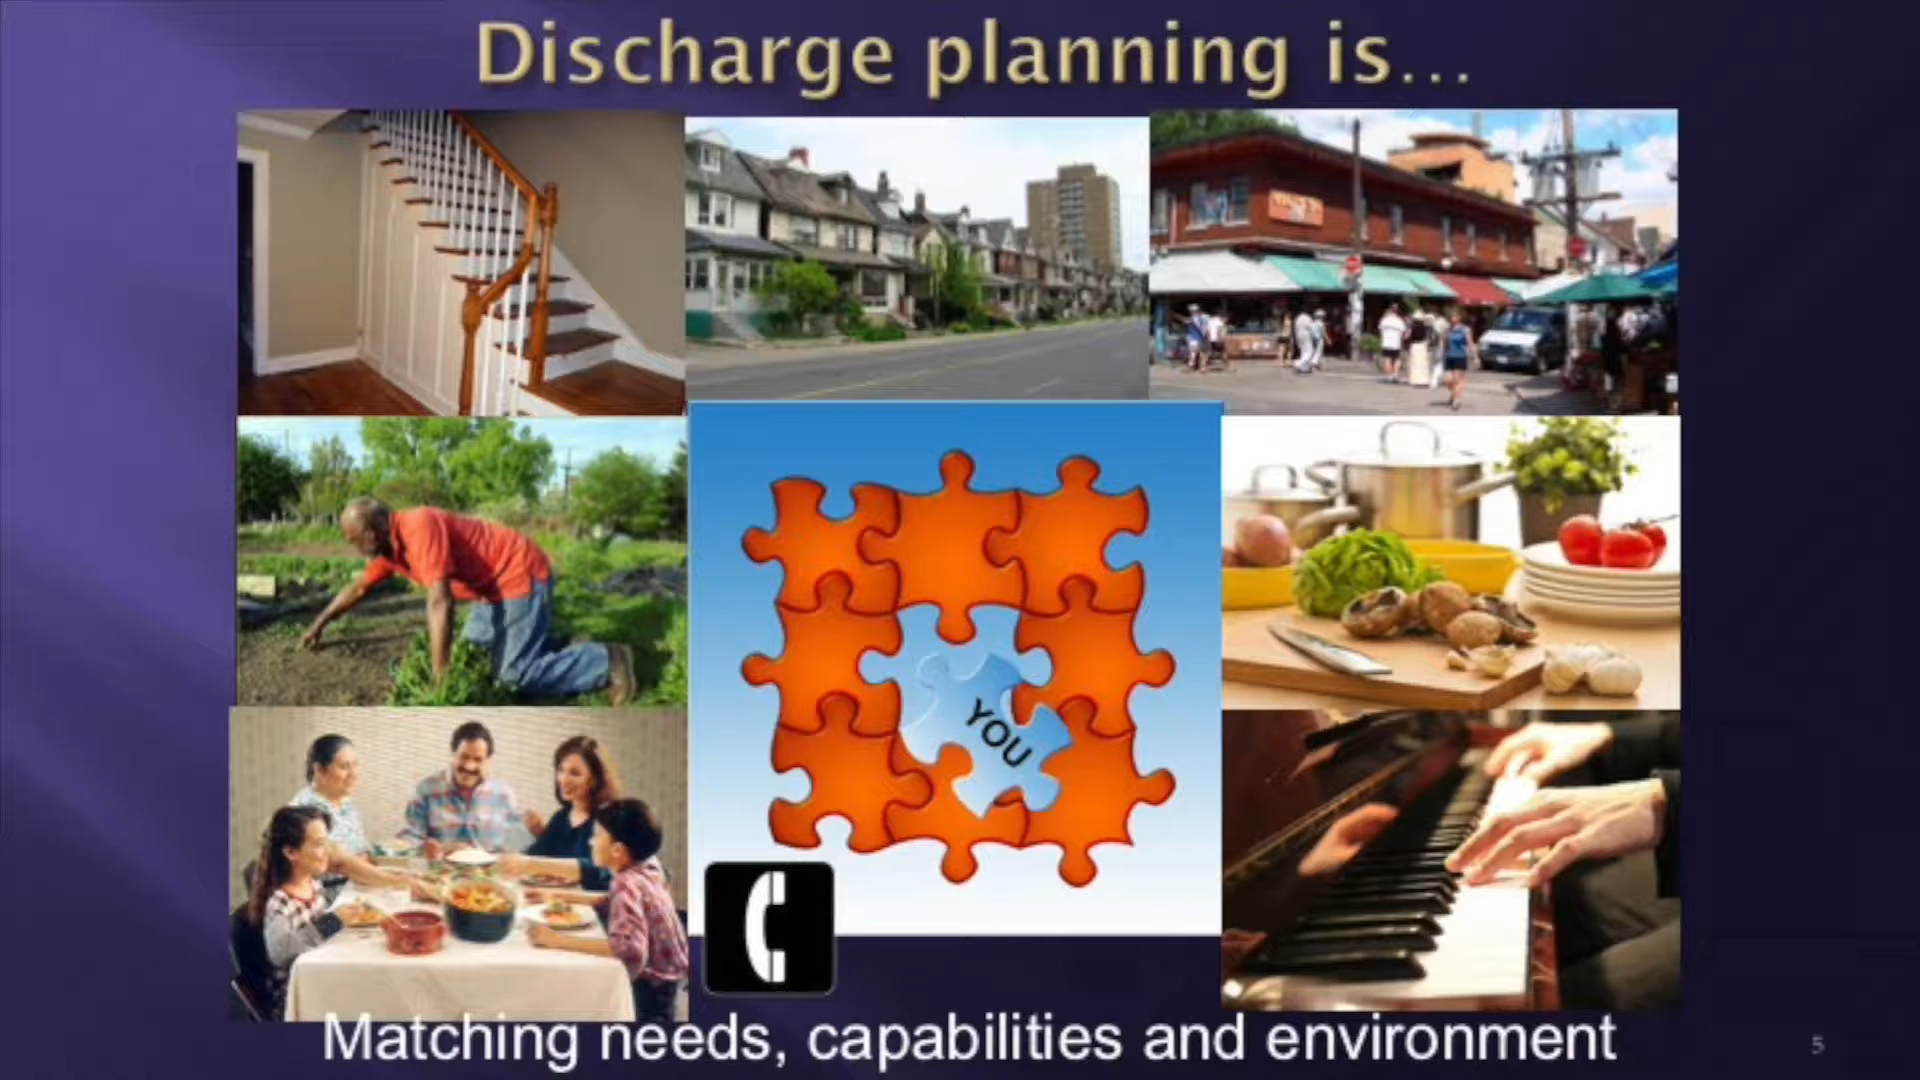 Discharge planning is...
YOU
Matching needs, capabilities and environment
5